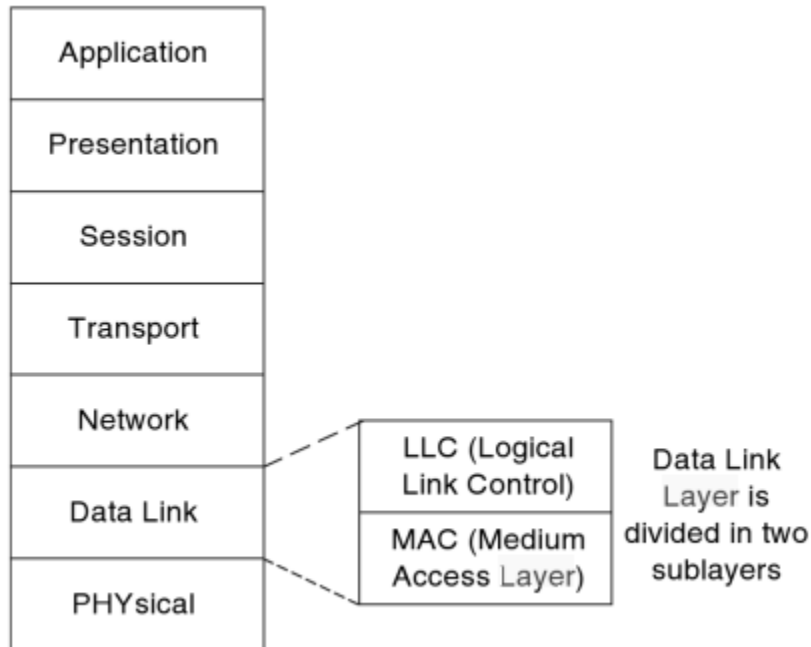 Application
Presentation
Session
Transport
Network
Data Link
PHYsical
LLC (Logical
Link Control)
MAC (Medium
Access Layer)
Data Link
Layer is
divided in two
sublayers